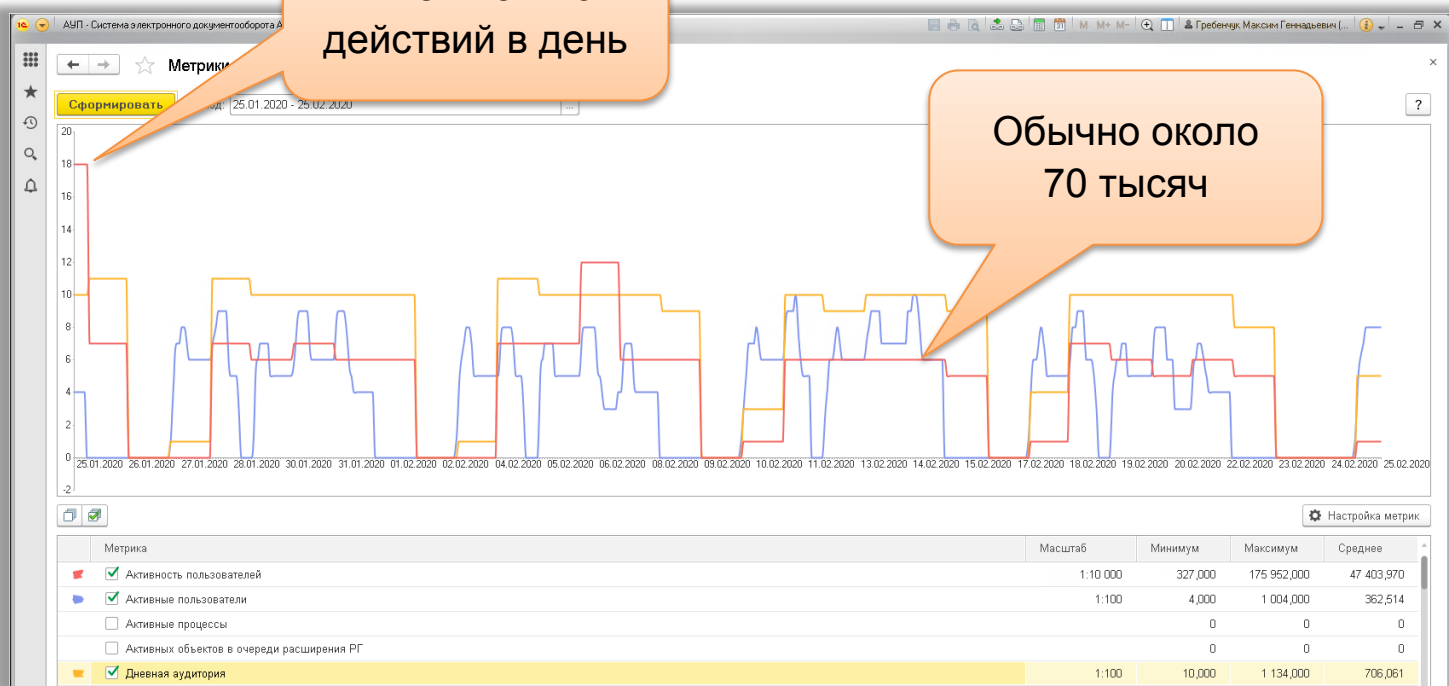 АУП - Система электронного документооборота
M M+ M-
Гребенчук Максим Геннадьевич (...
действий в день
Метрики
Сформировать
25.01.2020 - 25.02.2020
...
?
Обычно около
70 тысяч
20
18
16
14
12
10
8
6
4
2
0
-2
25.01.2020 26.01.2020 27.01.2020 28.01.2020 30.01.2020 31.01.2020 01.02.2020 02.02.2020 04.02.2020 05.02.2020 06.02.2020 08.02.2020 09.02.2020 10.02.2020 11.02.2020 13.02.2020 14.02.2020 15.02.2020 17.02.2020 18.02.2020 19.02.2020 20.02.2020 22.02.2020 23.02.2020 24.02.2020 25.02.2020
Настройка метрик
Метрика Масштаб Минимум Максимум Среднее
Активность пользователей 1:10 000 327,000 175 952,000 47 403,970
Активные пользователи 1:100 4,000 1 004,000 362,514
Активные процессы 0 0 0
Активных объектов в очереди расширения РГ 0 0 0
Дневная аудитория 1:100 10,000 1 134,000 706,061